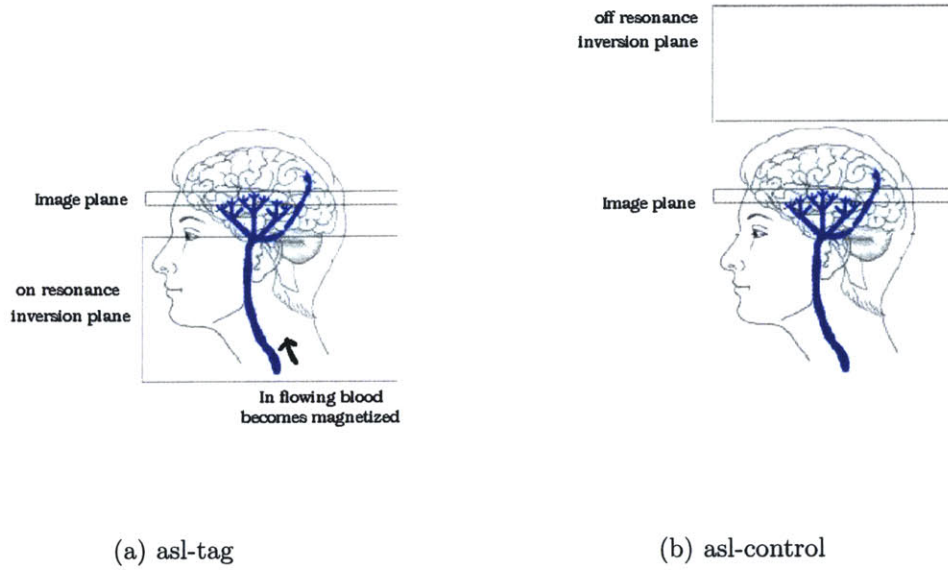 off resonance
inversion plane
Image plane
on resonance
inversion plane
In flowing blood
becomes magnetized
Image plane
(a) asl-tag
(b) asl-control